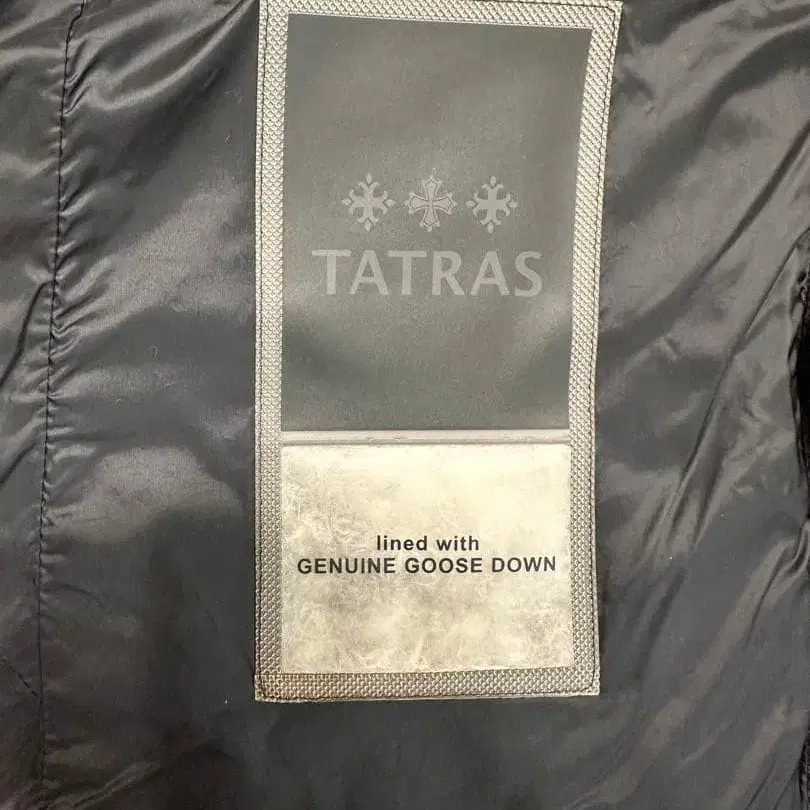 TATRAS
lined with
GENUINE GOOSE DOWN